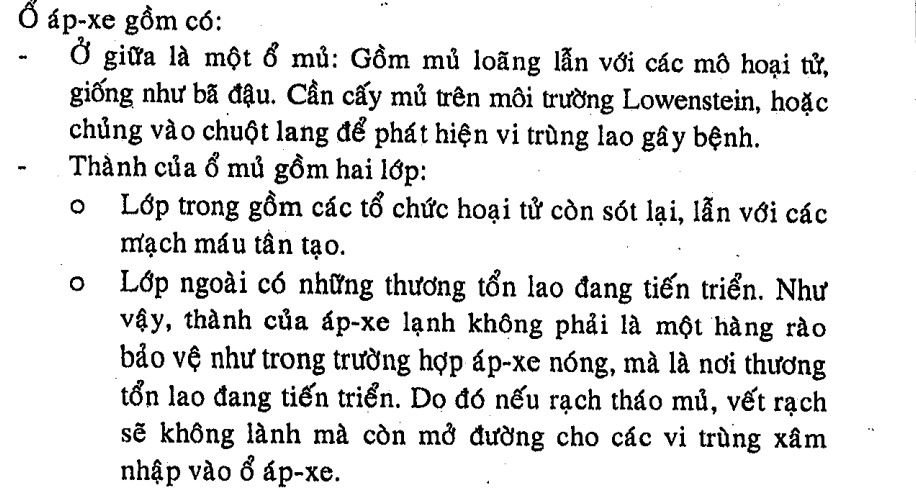 Ổ áp-xe gồm có:
- Ở giữa là một ổ mủ: Gồm mủ loãng lẫn với các mô hoại tử,
giống như bã đậu. Cần cấy mủ trên môi trường Lowenstein, hoặc
chủng vào chuột lang để phát hiện vi trùng lao gây bệnh.
- Thành của ổ mủ gồm hai lớp:
o Lớp trong gồm các tổ chức hoại tử còn sót lại, lẫn với các
mạch máu tân tạo.
o Lớp ngoài có những thương tổn lao đang tiến triển. Như
vậy, thành của áp-xe lạnh không phải là một hàng rào
bảo vệ như trong trường hợp áp-xe nóng, mà là nơi thương
tổn lao đang tiến triển. Do đó nếu rạch tháo mủ, vết rạch
sẽ không lành mà còn mở đường cho các vi trùng xâm
nhập vào ổ áp-xe.